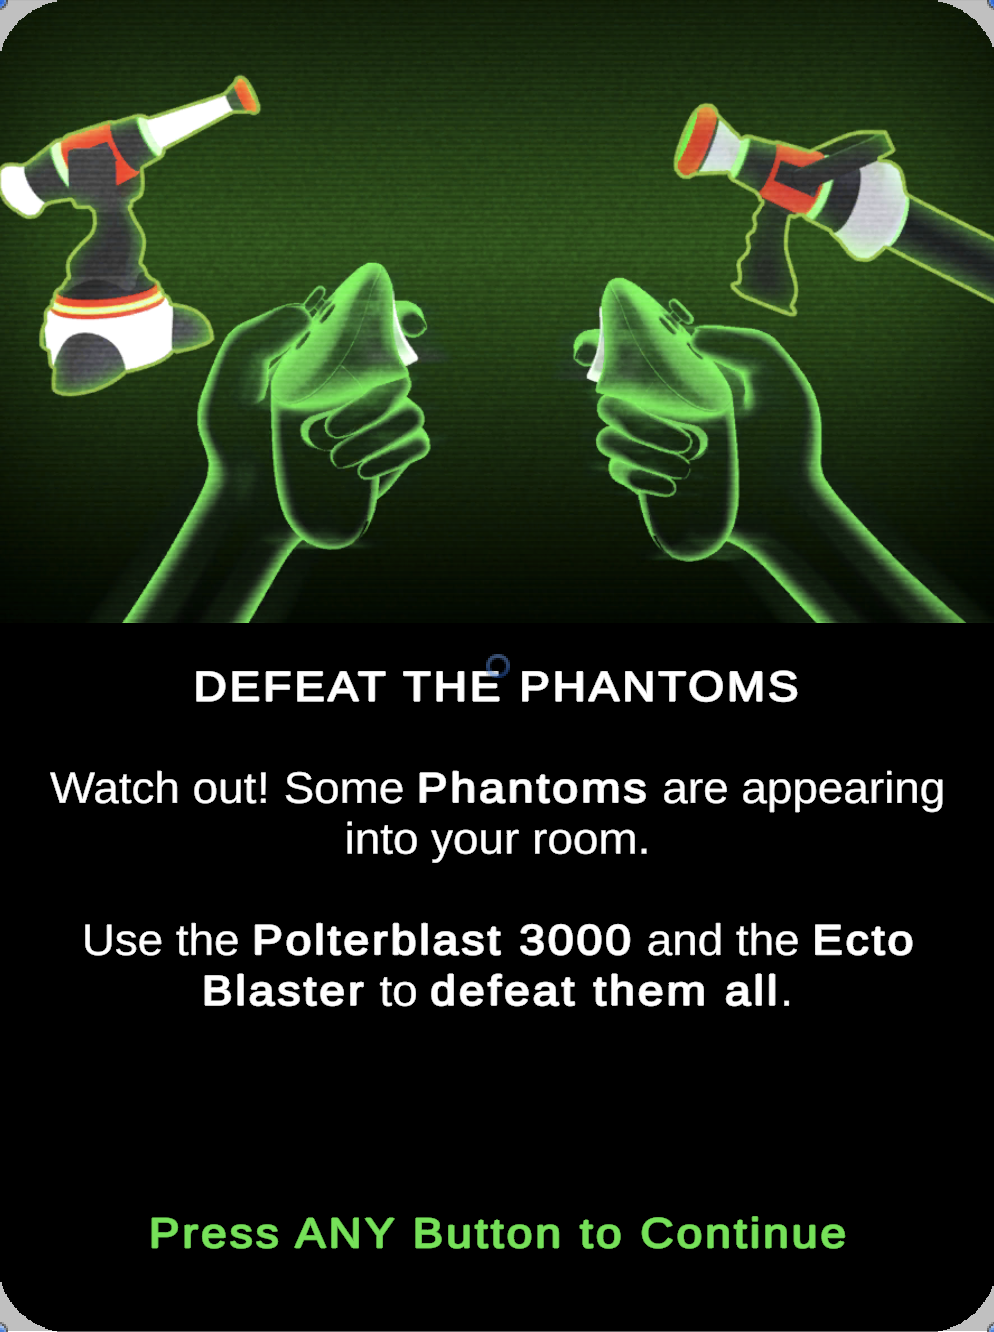 DEFEAT THE PHANTOMS
Watch out! Some Phantoms are appearing
into your room.
Use the Polterblast 3000 and the Ecto
Blaster to defeat them all.
Press ANY Button to Continue